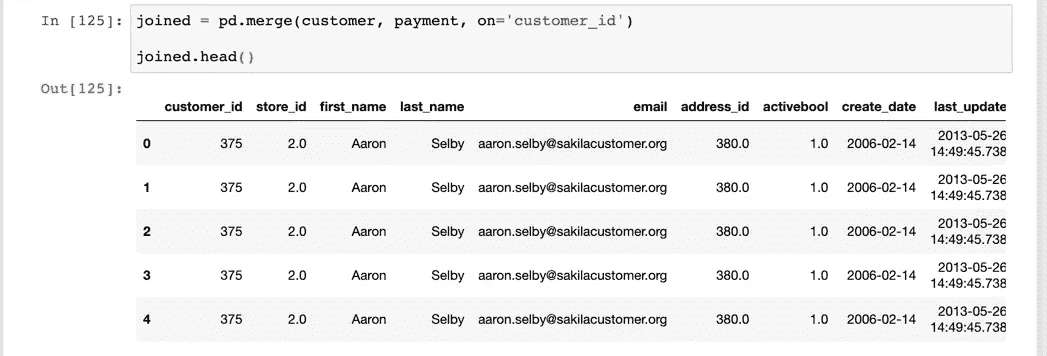 In [125]: joined = pd.merge(customer, payment, on='customer_id')
joined.head()
Out[125]:
customer_id store_id first_name last_name email address_id activebool create_date last_update
0 375 2.0 Aaron Selby aaron.selby@sakilacustomer.org 380.0 1.0 2006-02-14 2013-05-26
14:49:45.738
1 375 2.0 Aaron Selby aaron.selby@sakilacustomer.org 380.0 1.0 2006-02-14 2013-05-26
14:49:45.738
2 375 2.0 Aaron Selby aaron.selby@sakilacustomer.org 380.0 1.0 2006-02-14 2013-05-26
14:49:45.738
3 375 2.0 Aaron Selby aaron.selby@sakilacustomer.org 380.0 1.0 2006-02-14 2013-05-26
14:49:45.738
4 375 2.0 Aaron Selby aaron.selby@sakilacustomer.org 380.0 1.0 2006-02-14 2013-05-26
14:49:45.738